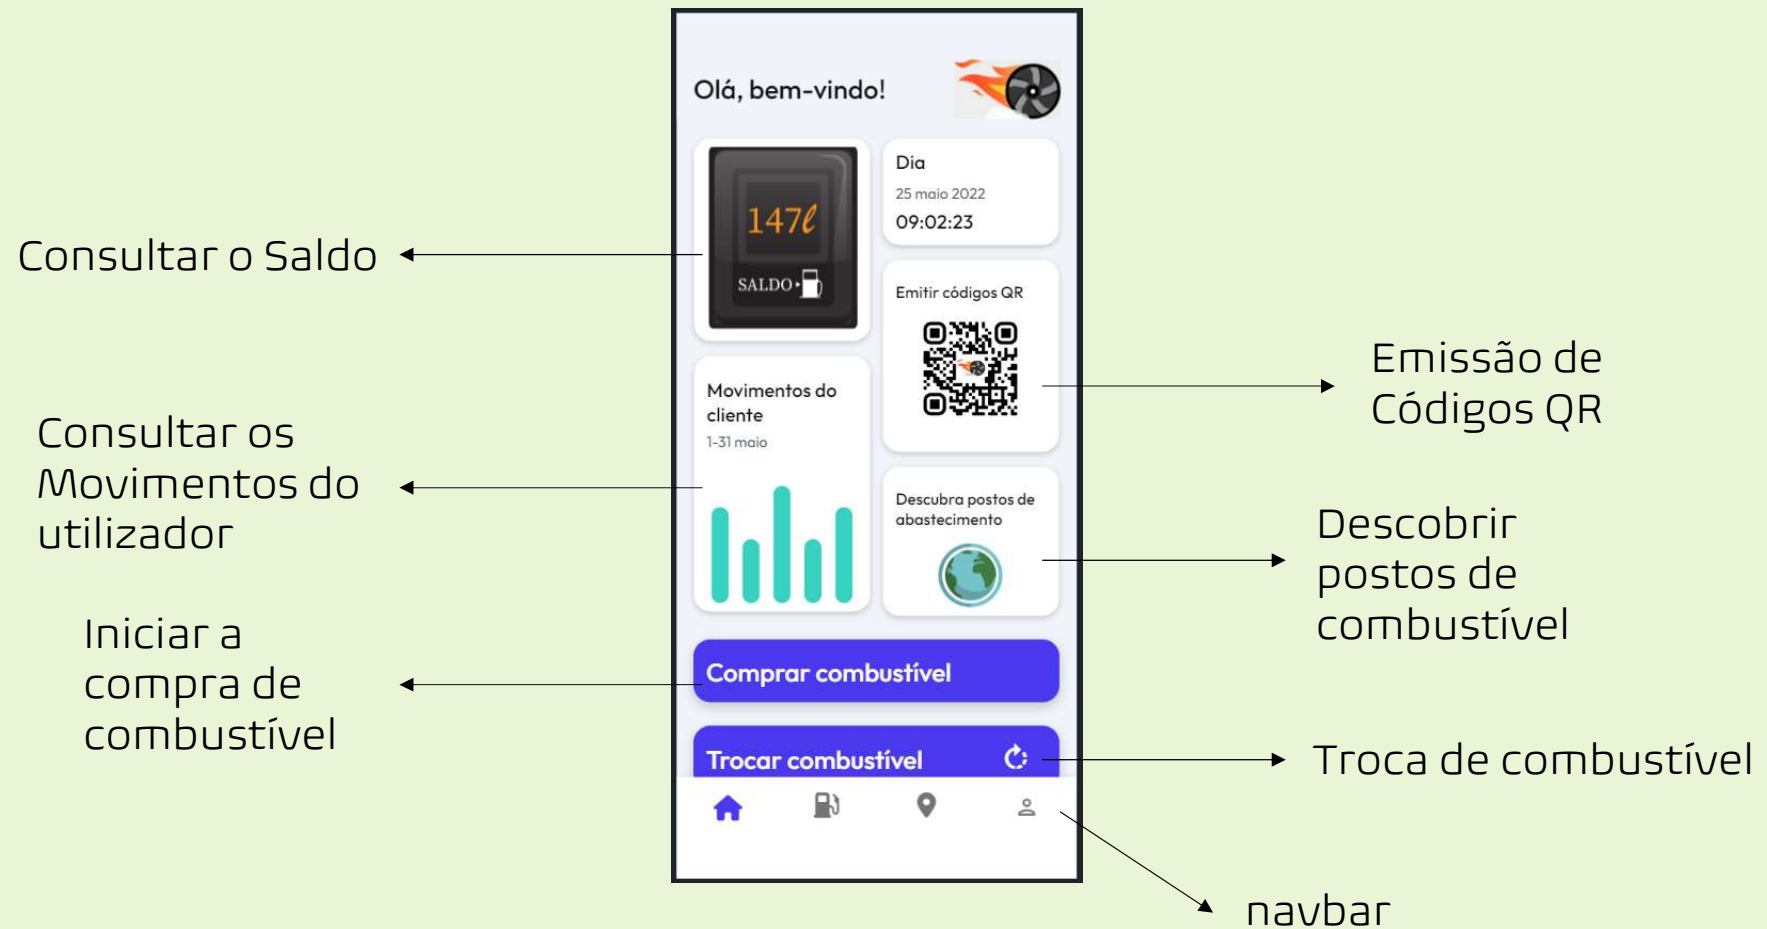 Olá, bem-vindo!
147ℓ
SALDO
Dia
25 maio 2022
09:02:23
Emitir códigos QR
Movimentos do
cliente
1-31 maio
Descubra postos de
abastecimento
Comprar combustível
Trocar combustível
Consultar o Saldo
Consultar os
Movimentos do
utilizador
Iniciar a
compra de
combustível
Emissão de
Códigos QR
Descobrir
postos de
combustível
Troca de combustível
navbar